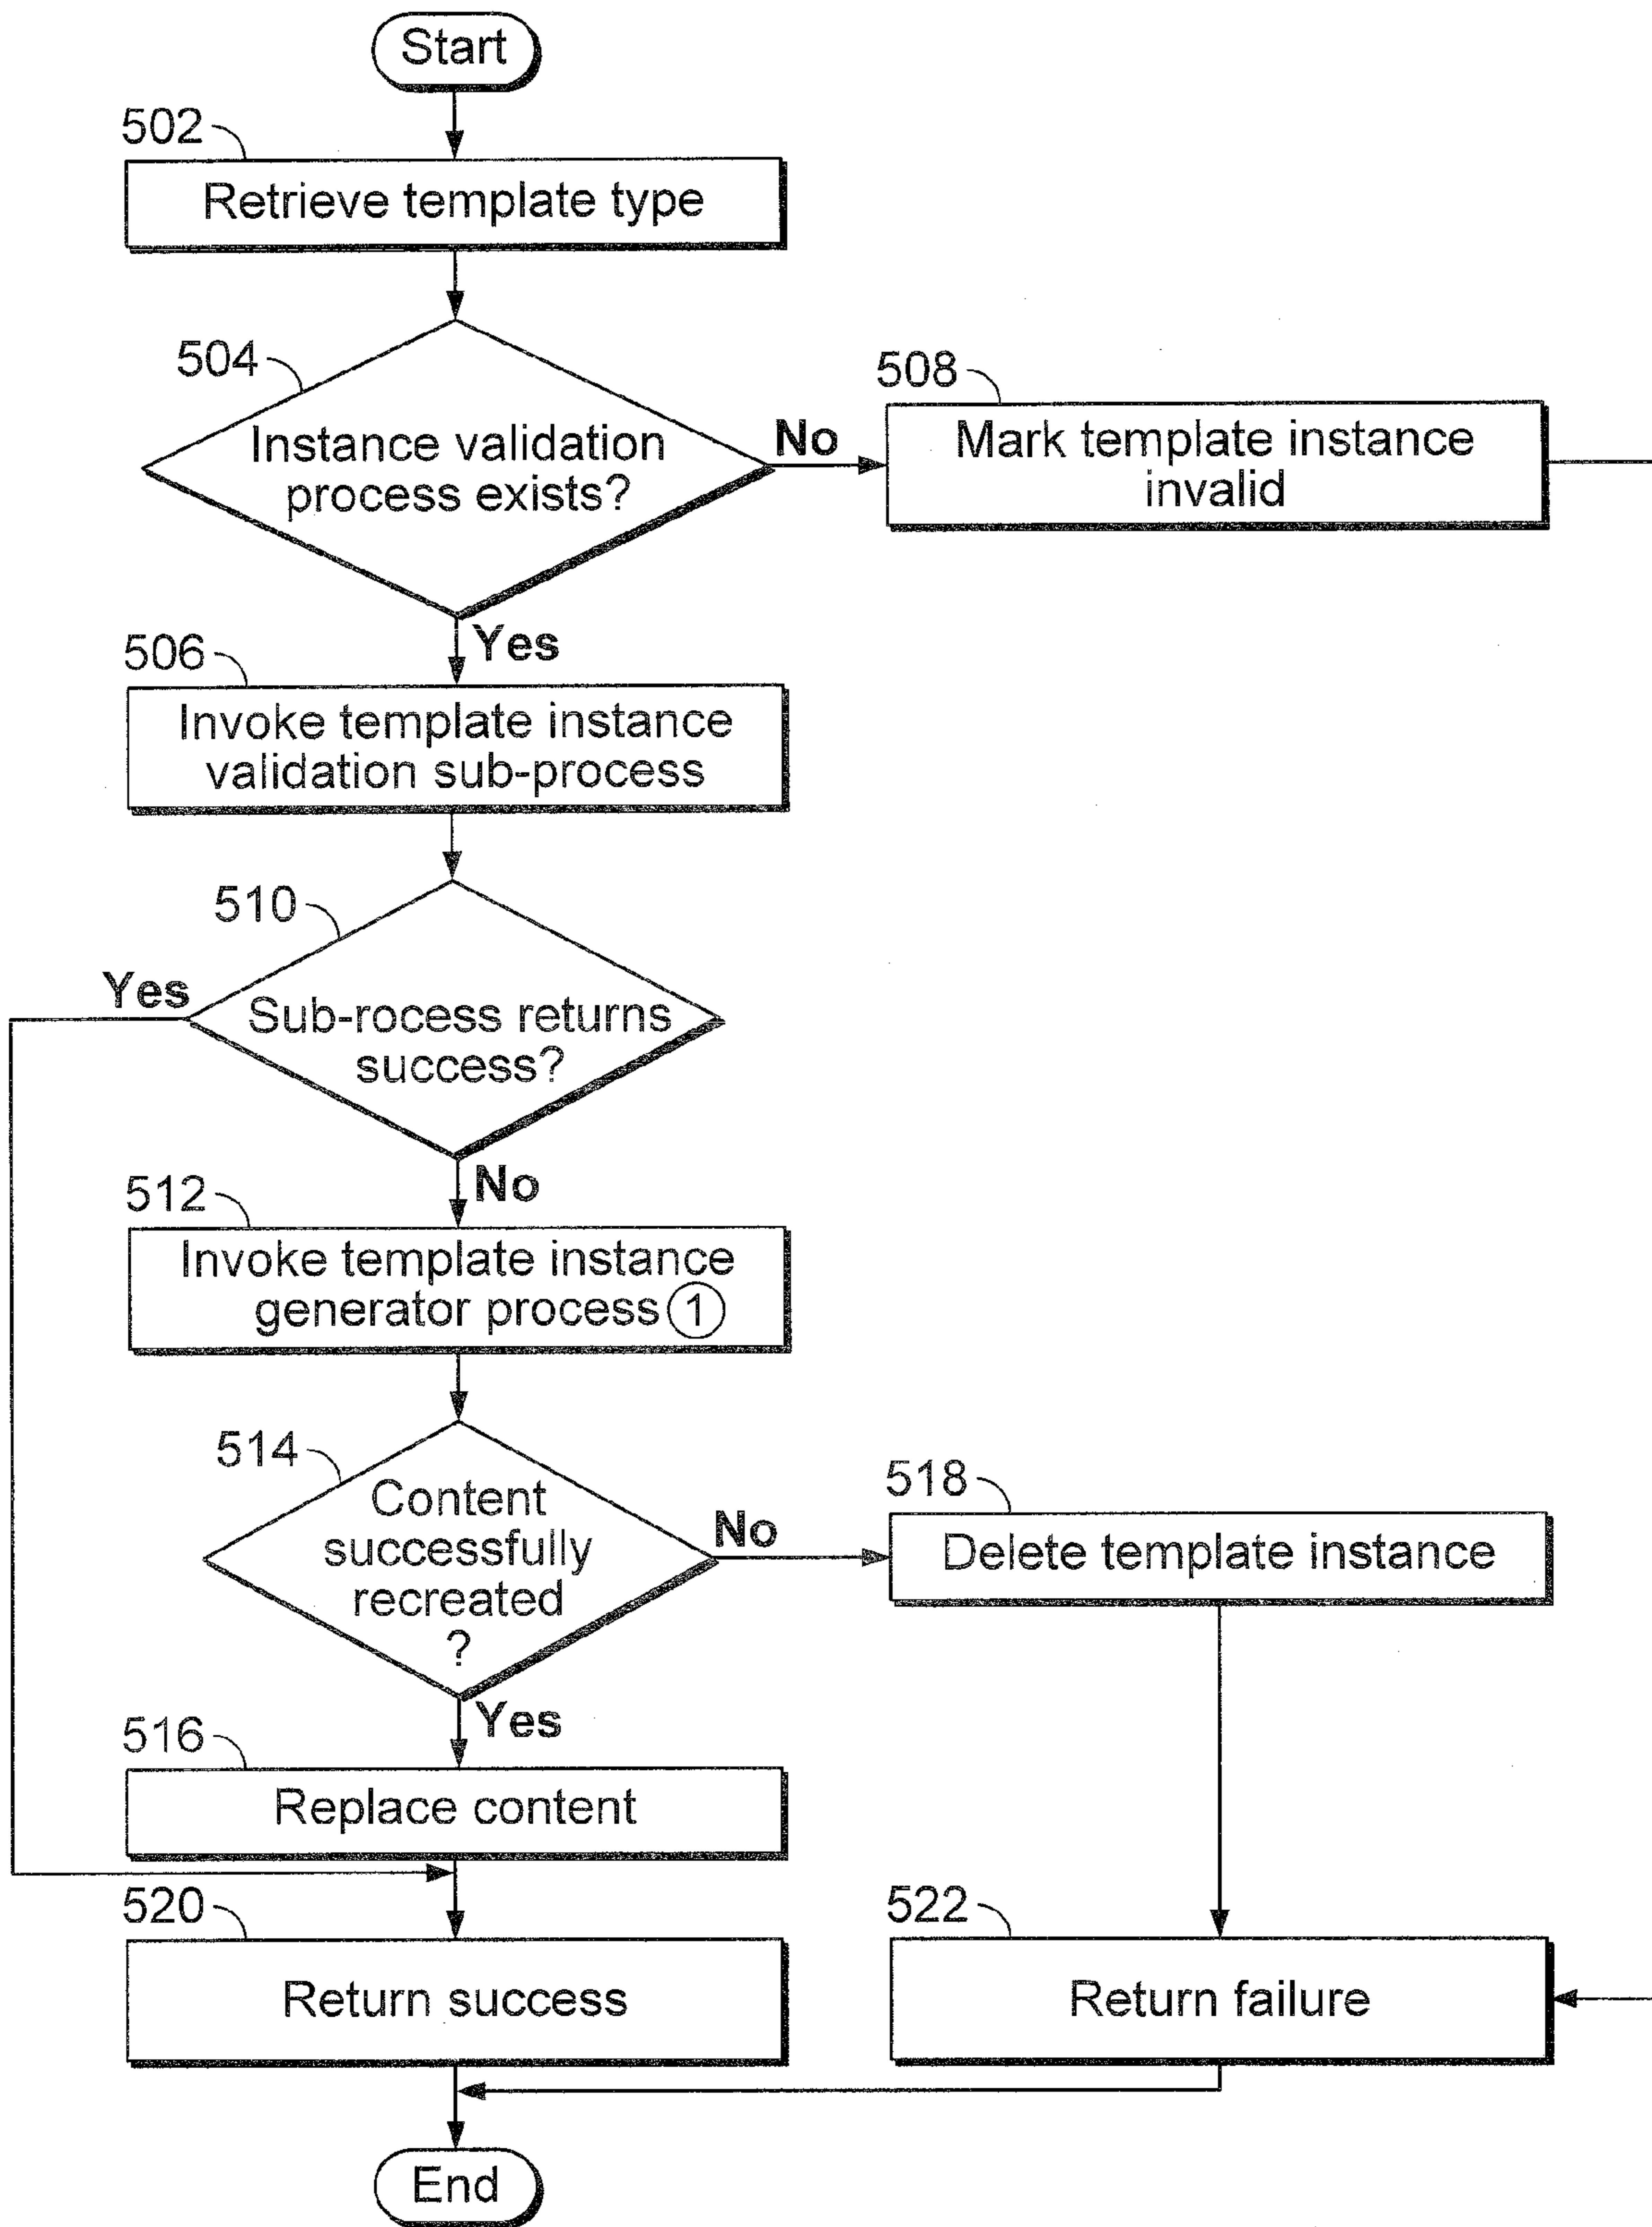 Start
502
Retrieve template type
504
Instance validation
process exists?
No
508
Mark template instance
invalid
Yes
506
Invoke template instance
validation sub-process
510
Yes
Sub-rocess returns
success?
No
512
Invoke template instance
generator process 1
514
Content
successfully
recreated
?
No
518
Delete template instance
Yes
516
Replace content
520
Return success
522
Return failure
End